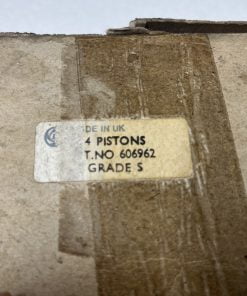 DE IN UK
4 PISTONS
T.NO 606962
GRADE S